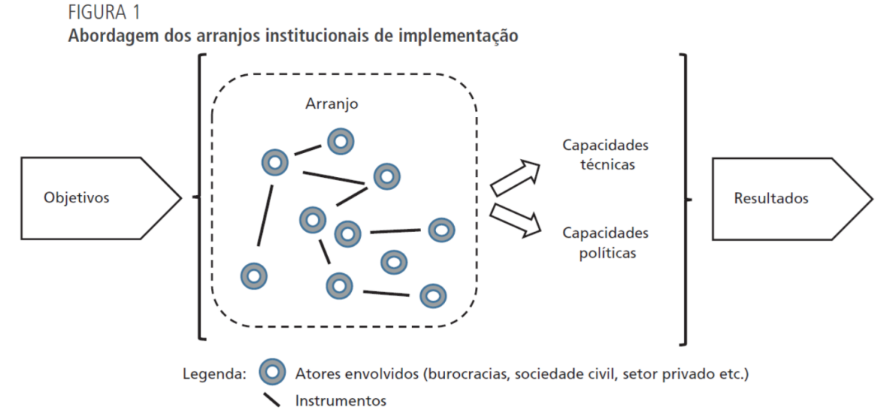 FIGURA 1
Abordagem dos arranjos institucionais de implementação
Arranjo
Objetivos
Capacidades
técnicas
Capacidades
políticas
Resultados
Legenda:
Atores envolvidos (burocracias, sociedade civil, setor privado etc.)
Instrumentos